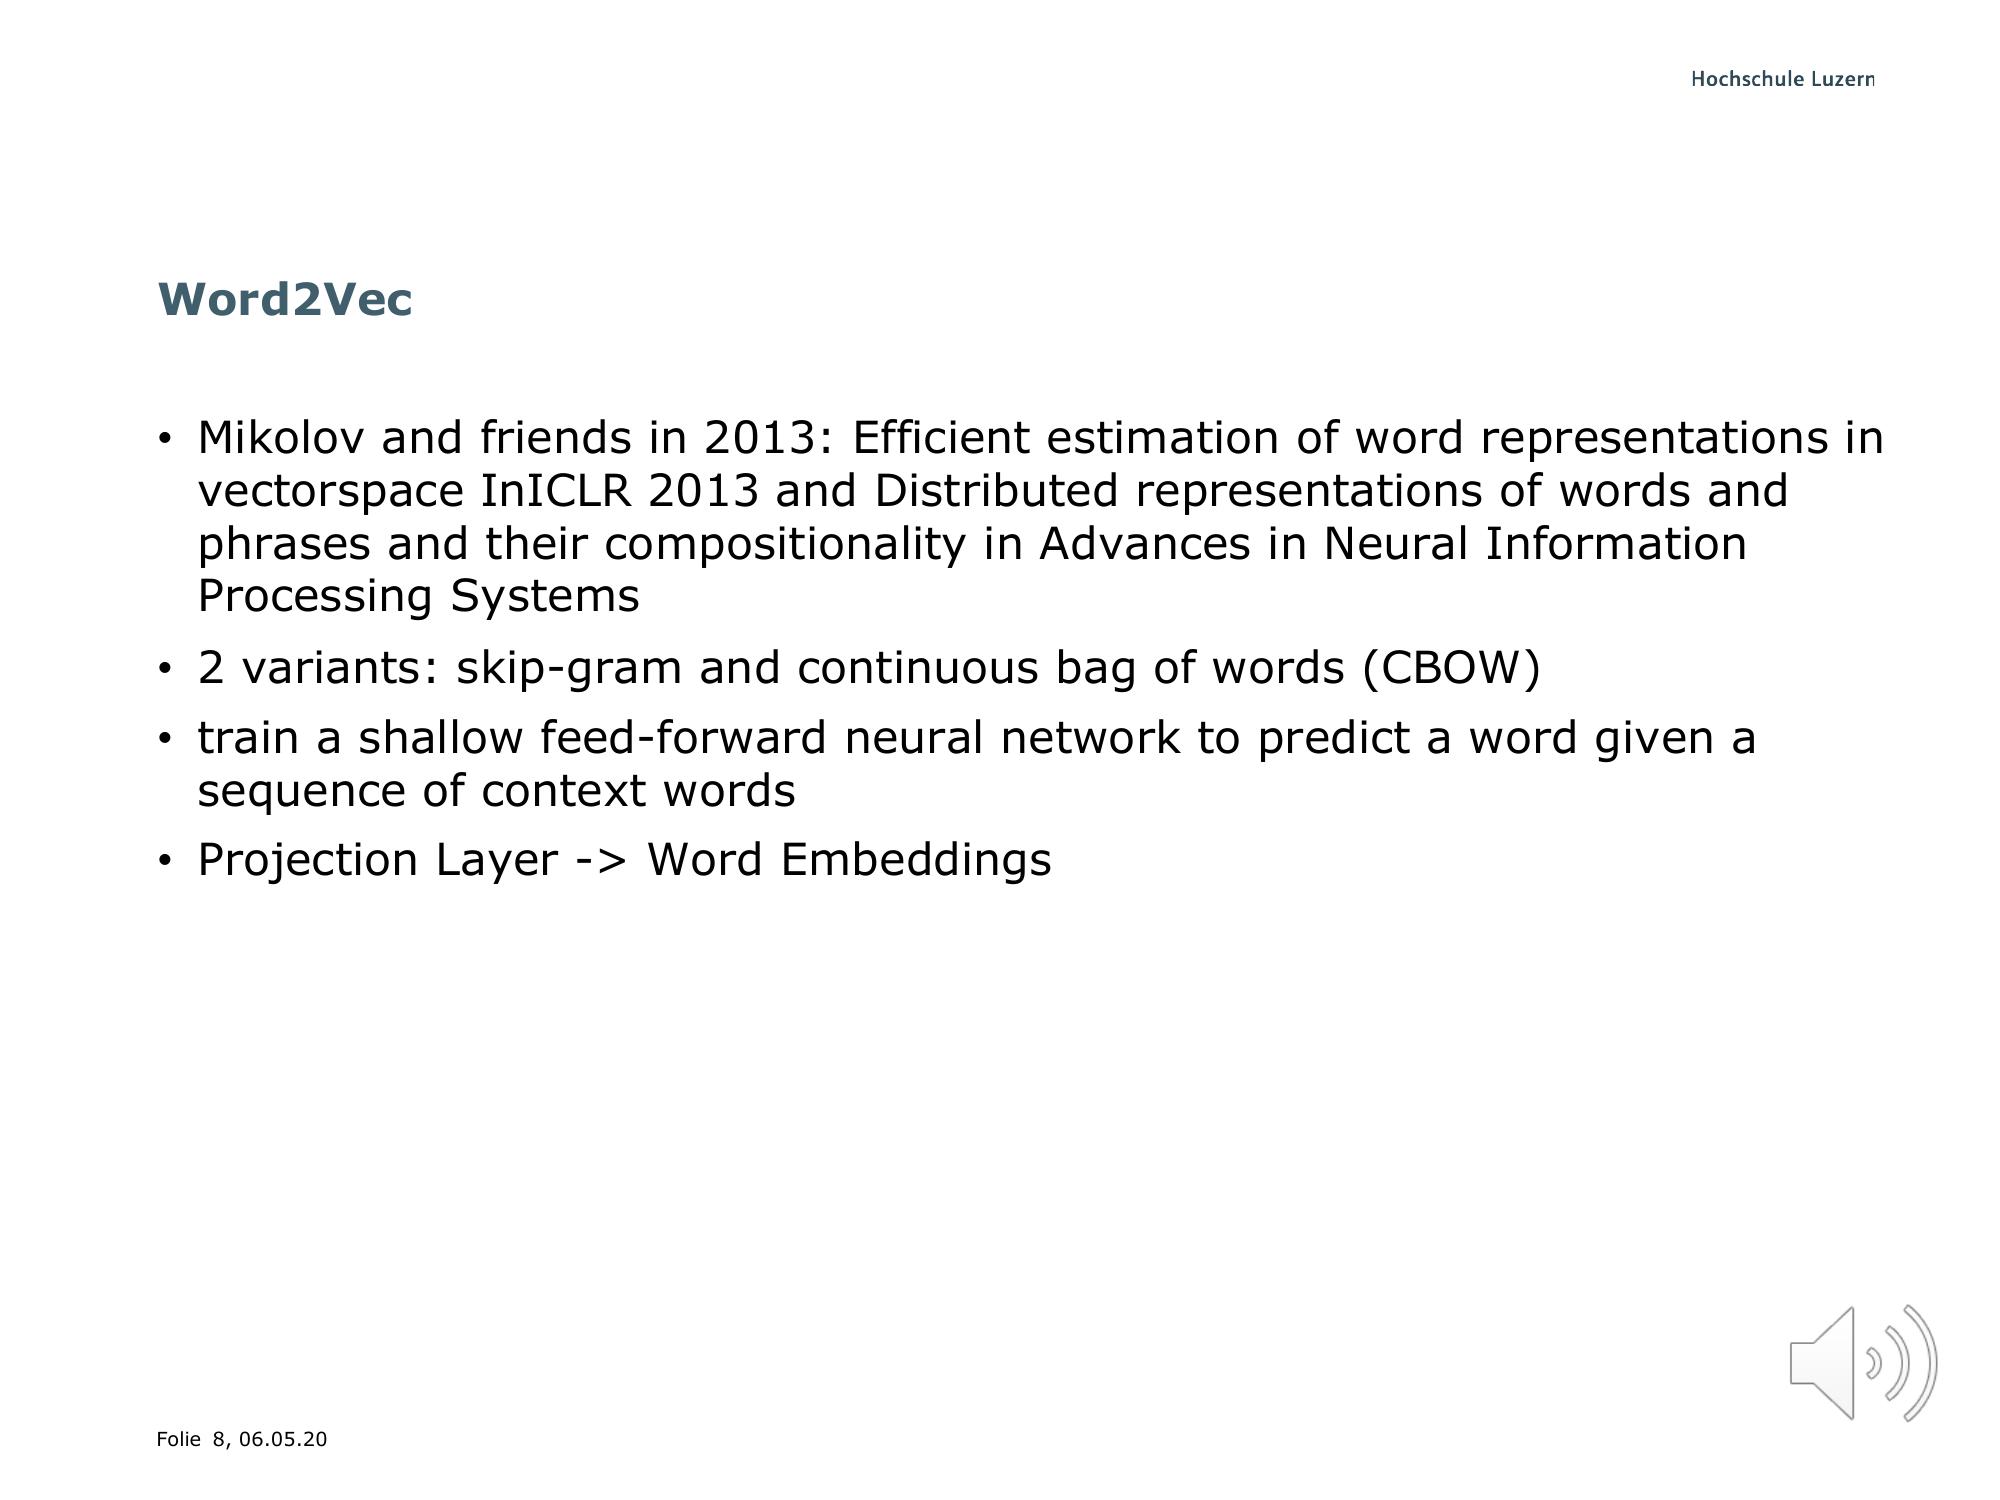 Hochschule Luzern
Word2Vec
• Mikolov and friends in 2013: Efficient estimation of word representations in
vectorspace InICLR 2013 and Distributed representations of words and
phrases and their compositionality in Advances in Neural Information
Processing Systems
• 2 variants: skip-gram and continuous bag of words (CBOW)
• train a shallow feed-forward neural network to predict a word given a
sequence of context words
• Projection Layer -> Word Embeddings
Folie 8, 06.05.20